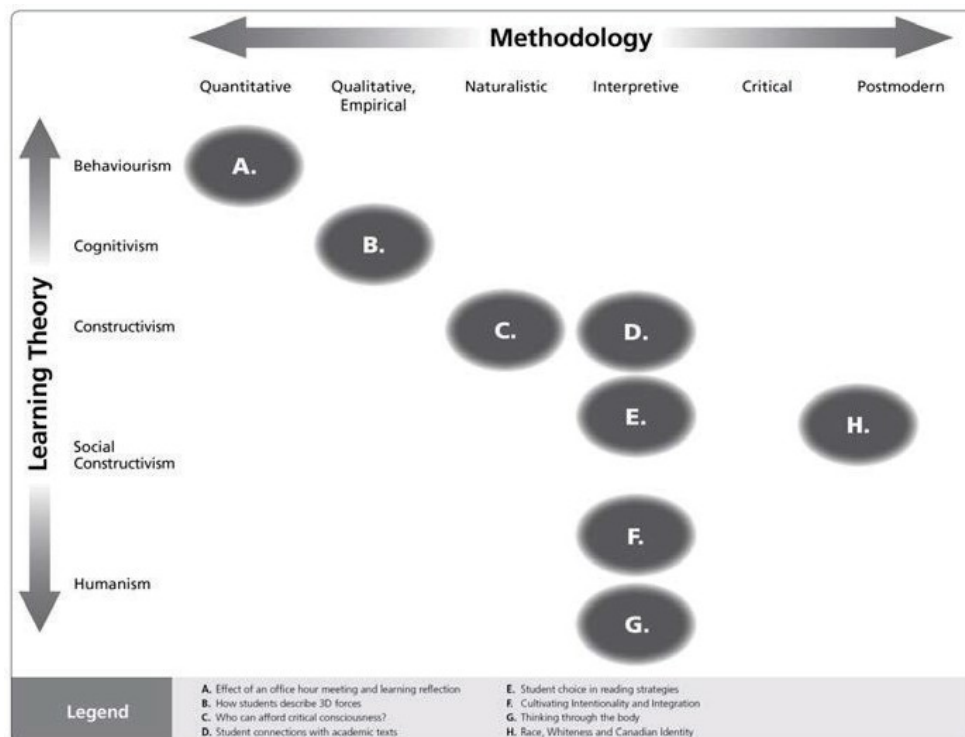 Methodology
Quantitative
Qualitative,
Empirical
Naturalistic
Interpretive
Critical
Postmodern
Learning Theory
Behaviourism
Cognitivism
Constructivism
Social
Constructivism
Humanism
A.
B.
C.
D.
E.
H.
F.
G.
Legend
A. Effect of an office hour meeting and learning reflection
B. How students describe 3D forces
C. Who can afford critical consciousness?
D. Student connections with academic texts
E. Student choice in reading strategies
F. Cultivating Intentionality and Integration
G. Thinking through the body
H. Race, Whiteness and Canadian Identity